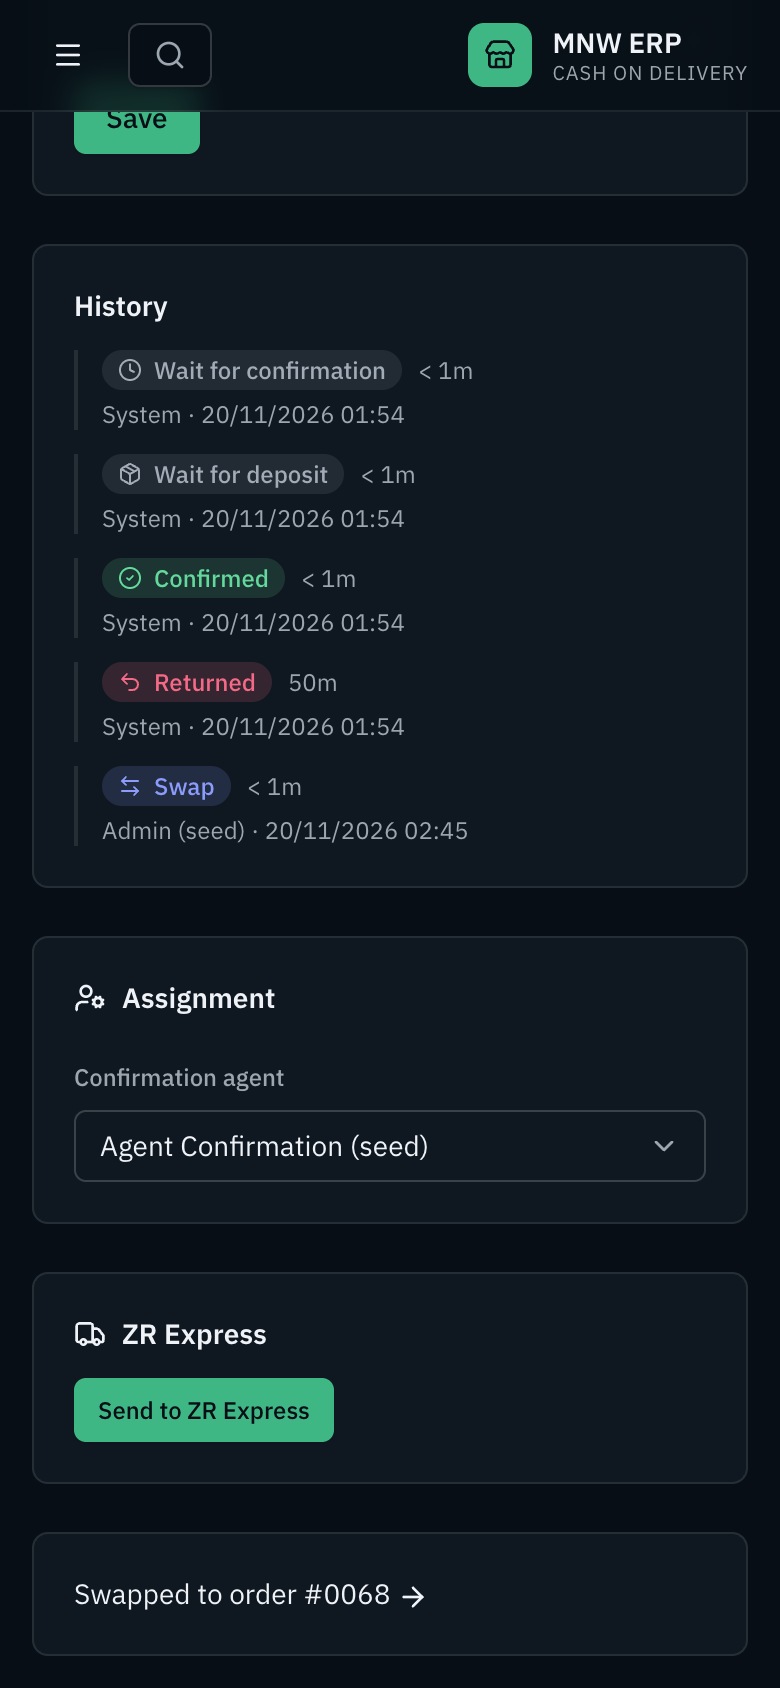 MNW ERP
CASH ON DELIVERY
Save
History
Wait for confirmation < 1m
System · 20/11/2026 01:54
Wait for deposit < 1m
System · 20/11/2026 01:54
Confirmed < 1m
System · 20/11/2026 01:54
Returned 50m
System · 20/11/2026 01:54
Swap < 1m
Admin (seed) · 20/11/2026 02:45
Assignment
Confirmation agent
Agent Confirmation (seed)
ZR Express
Send to ZR Express
Swapped to order #0068 →